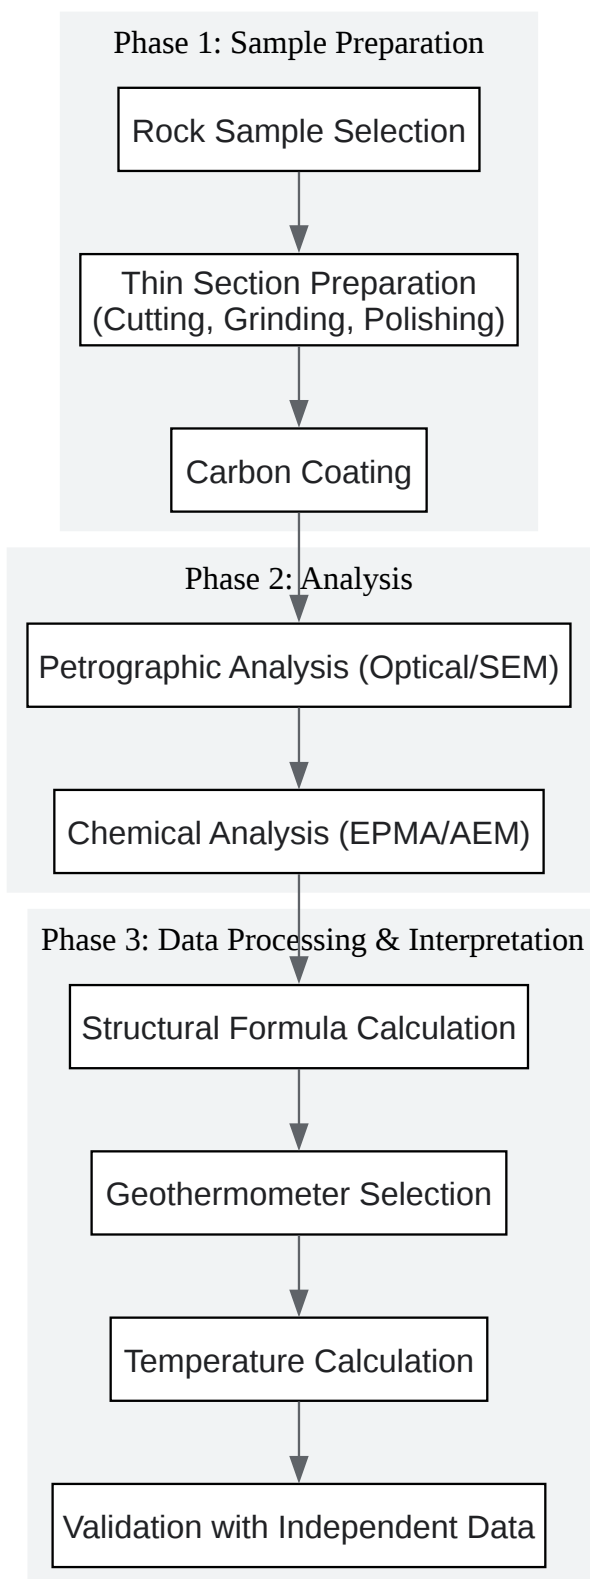 Phase 1: Sample Preparation
Rock Sample Selection
Thin Section Preparation
(Cutting, Grinding, Polishing)
Carbon Coating
Phase 2: Analysis
Petrographic Analysis (Optical/SEM)
Chemical Analysis (EPMA/AEM)
Phase 3: Data Processing & Interpretation
Structural Formula Calculation
Geothermometer Selection
Temperature Calculation
Validation with Independent Data